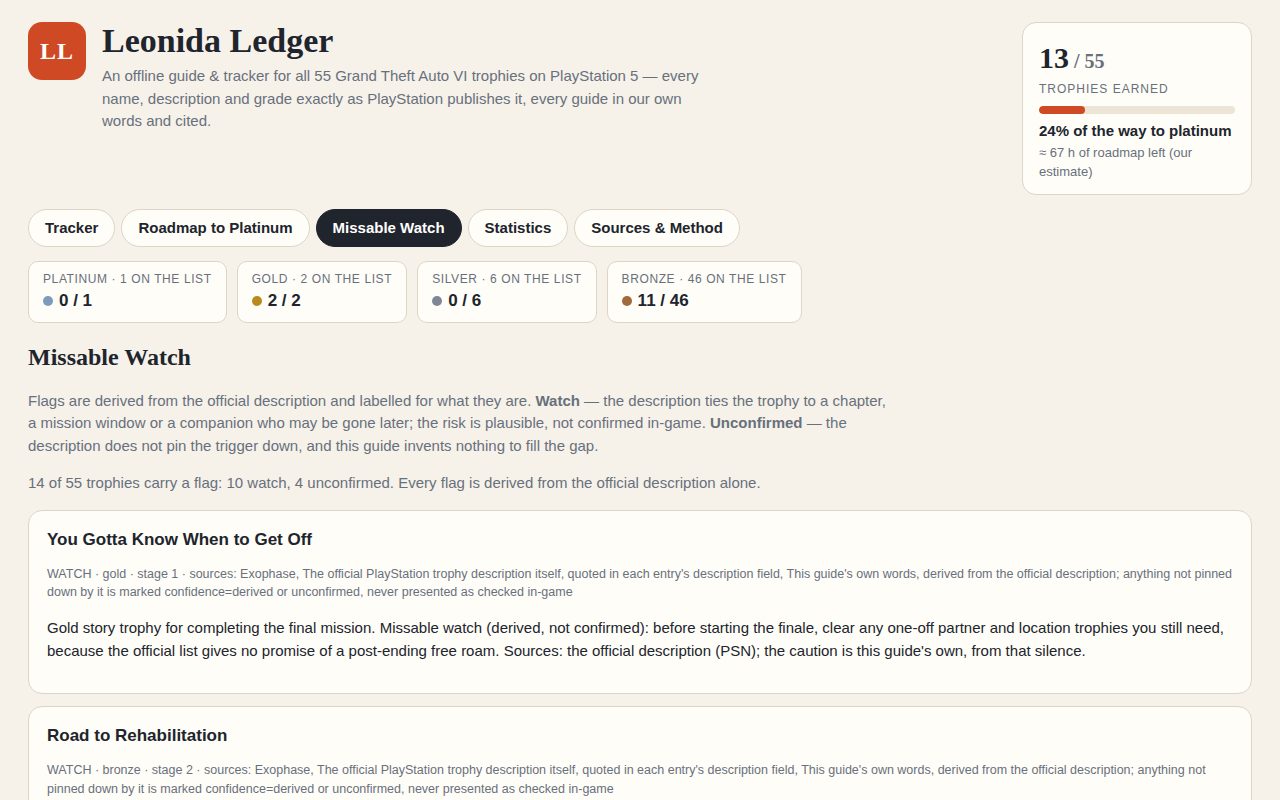 LL
Leonida Ledger
An offline guide & tracker for all 55 Grand Theft Auto VI trophies on PlayStation 5 — every
name, description and grade exactly as PlayStation publishes it, every guide in our own
words and cited.
13 / 55
TROPHIES EARNED
24% of the way to platinum
≈ 67 h of roadmap left (our
estimate)
Tracker
Roadmap to Platinum
Missable Watch
Statistics
Sources & Method
PLATINUM · 1 ON THE LIST
0 / 1
GOLD · 2 ON THE LIST
2 / 2
SILVER · 6 ON THE LIST
0 / 6
BRONZE · 46 ON THE LIST
11 / 46
Missable Watch
Flags are derived from the official description and labelled for what they are. Watch — the description ties the trophy to a chapter,
a mission window or a companion who may be gone later; the risk is plausible, not confirmed in-game. Unconfirmed — the
description does not pin the trigger down, and this guide invents nothing to fill the gap.
14 of 55 trophies carry a flag: 10 watch, 4 unconfirmed. Every flag is derived from the official description alone.
You Gotta Know When to Get Off
WATCH · gold · stage 1 · sources: Exophase, The official PlayStation trophy description itself, quoted in each entry's description field, This guide's own words, derived from the official description; anything not pinned
down by it is marked confidence=derived or unconfirmed, never presented as checked in-game
Gold story trophy for completing the final mission. Missable watch (derived, not confirmed): before starting the finale, clear any one-off partner and location trophies you still need,
because the official list gives no promise of a post-ending free roam. Sources: the official description (PSN); the caution is this guide's own, from that silence.
Road to Rehabilitation
WATCH · bronze · stage 2 · sources: Exophase, The official PlayStation trophy description itself, quoted in each entry's description field, This guide's own words, derived from the official description; anything not
pinned down by it is marked confidence=derived or unconfirmed, never presented as checked in-game